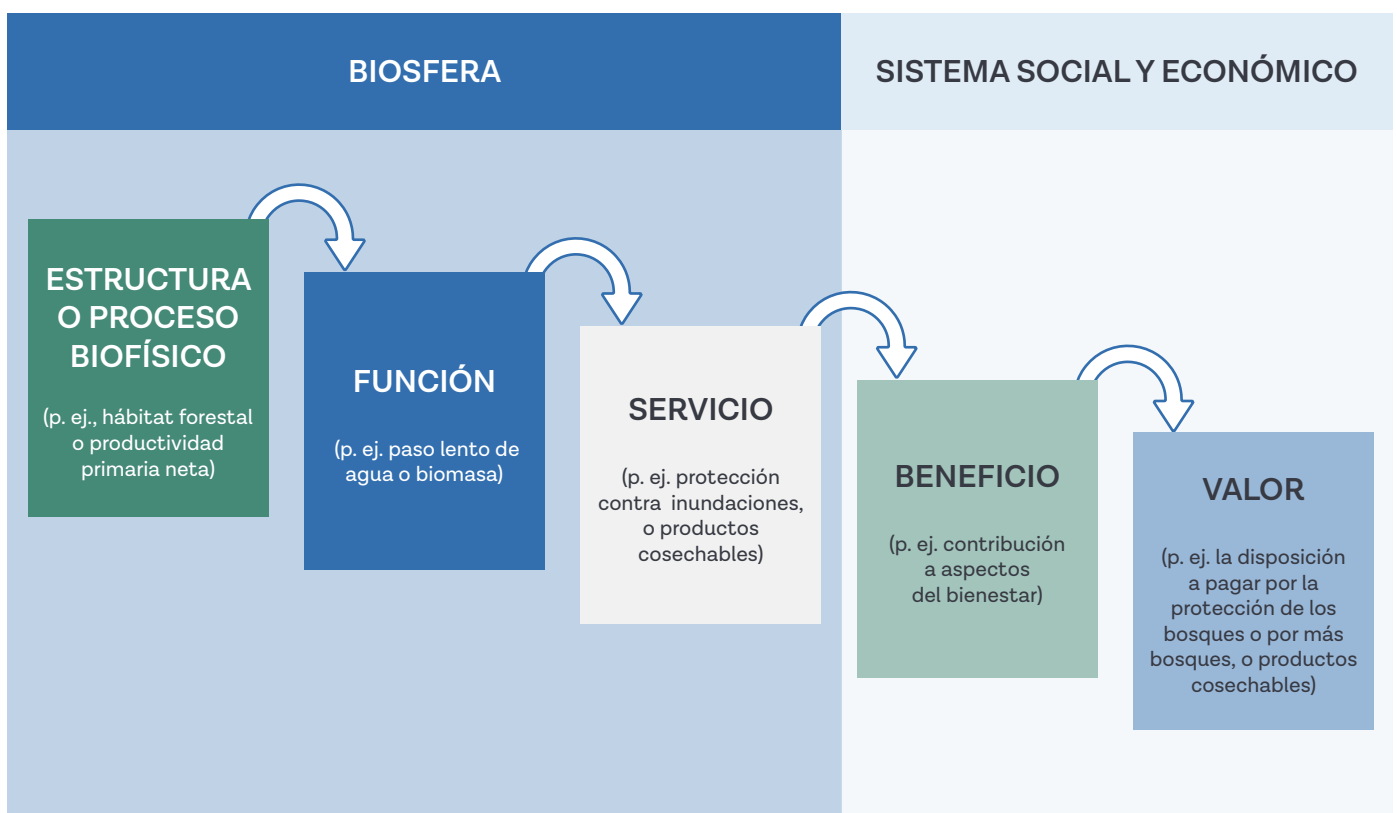 BIOSFERA
SISTEMA SOCIAL Y ECONÓMICO
ESTRUCTURA
O PROCESO
BIOFÍSICO
(p. ej., hábitat forestal
o productividad
primaria neta)
FUNCIÓN
(p. ej. paso lento de
agua o biomasa)
SERVICIO
(p. ej. protección
contra inundaciones,
o productos
cosechables)
BENEFICIO
(p. ej. contribución
a aspectos
del bienestar)
VALOR
(p. ej. la disposición
a pagar por la
protección de los
bosques o por más
bosques, o productos
cosechables)